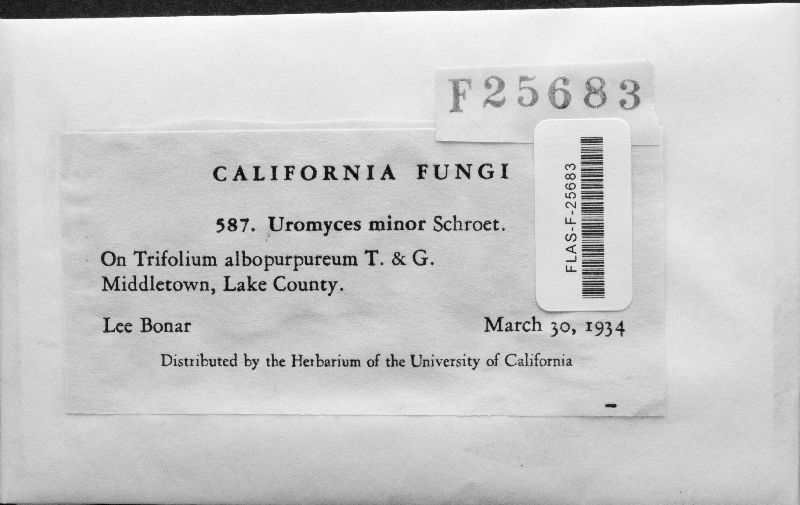 F25683
FLAS-F-25683
CALIFORNIA FUNGI
587. Uromyces minor Schroet.
On Trifolium albopurpureum T. & G.
Middletown, Lake County.
Lee Bonar March 30, 1934
Distributed by the Herbarium of the University of California